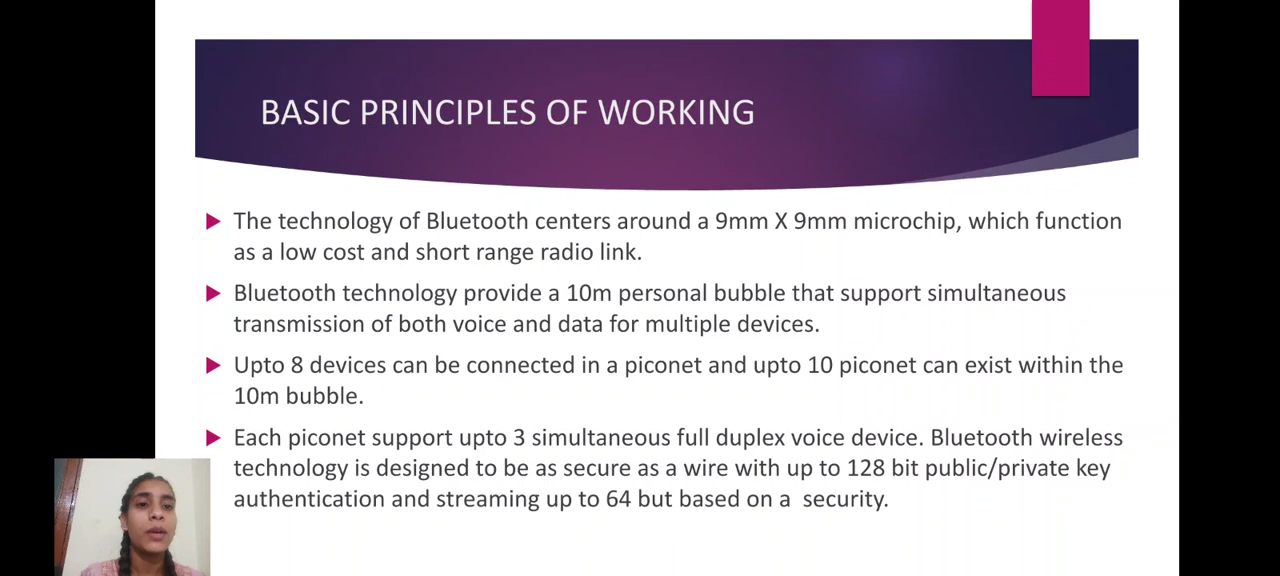 BASIC PRINCIPLES OF WORKING
The technology of Bluetooth centers around a 9mm X 9mm microchip, which function
as a low cost and short range radio link.
Bluetooth technology provide a 10m personal bubble that support simultaneous
transmission of both voice and data for multiple devices.
Upto 8 devices can be connected in a piconet and upto 10 piconet can exist within the
10m bubble.
Each piconet support upto 3 simultaneous full duplex voice device. Bluetooth wireless
technology is designed to be as secure as a wire with up to 128 bit public/private key
authentication and streaming up to 64 but based on a  security.